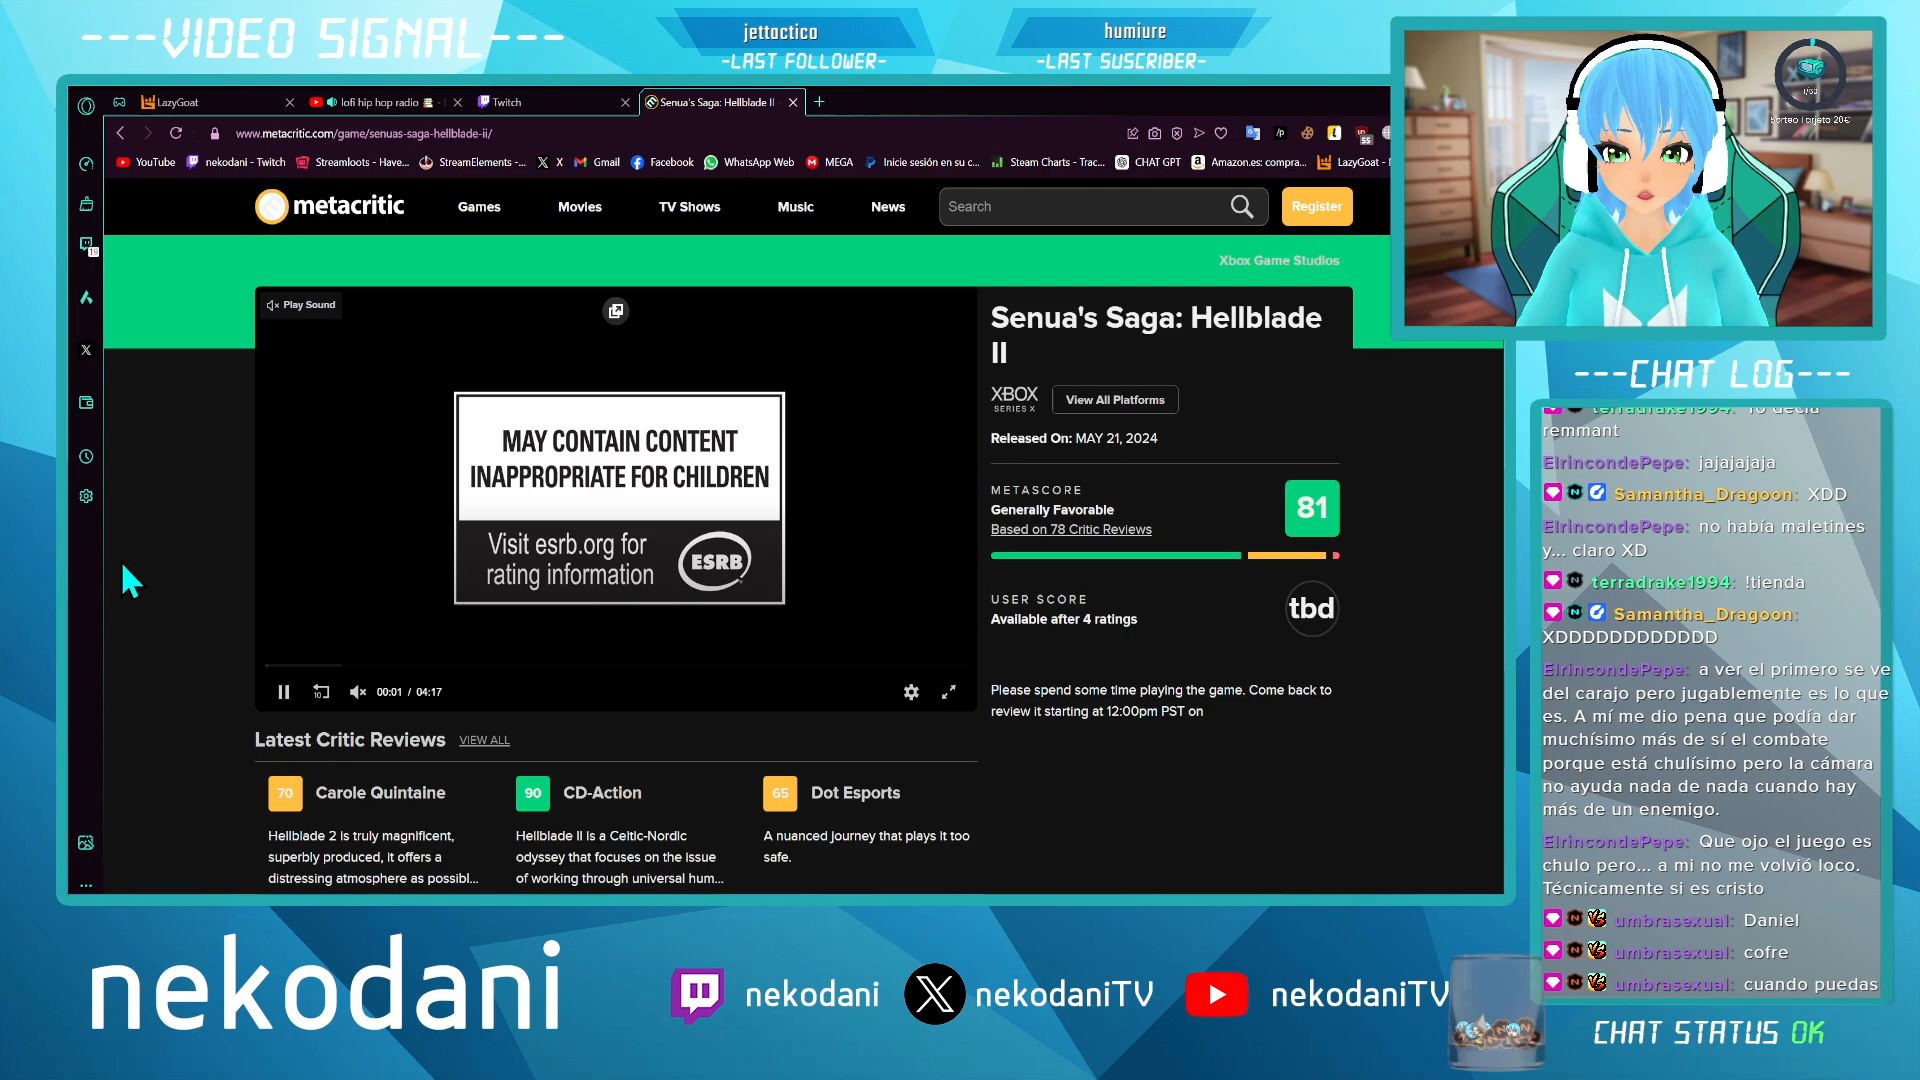 ---VIDEO SIGNAL---
jettactico
-LAST FOLLOWER-
humiure
-LAST SUSCRIBER-
LazyGoat
lofi hip hop radio
Twitch
Senua's Saga: Hellblade II
www.metacritic.com/game/senuas-saga-hellblade-ii/
YouTube
nekodani - Twitch
Streamloots - Have...
StreamElements -...
X
Gmail
Facebook
WhatsApp Web
MEGA
Inicie sesión en su c...
Steam Charts - Trac...
CHAT GPT
Amazon.es: compra...
LazyGoat -
55
19
metacritic
Games
Movies
TV Shows
Music
News
Search
Register
Xbox Game Studios
Play Sound
MAY CONTAIN CONTENT
INAPPROPRIATE FOR CHILDREN
Visit esrb.org for
rating information
ESRB
10
00:01 / 04:17
Senua's Saga: Hellblade
II
XBOX
SERIES X
View All Platforms
Released On: MAY 21, 2024
METASCORE
Generally Favorable
Based on 78 Critic Reviews
81
USER SCORE
Available after 4 ratings
tbd
Please spend some time playing the game. Come back to
review it starting at 12:00pm PST on
Latest Critic Reviews
VIEW ALL
70
Carole Quintaine
Hellblade 2 is truly magnificent,
superbly produced, it offers a
distressing atmosphere as possibl...
90
CD-Action
Hellblade II is a Celtic-Nordic
odyssey that focuses on the issue
of working through universal hum...
65
Dot Esports
A nuanced journey that plays it too
safe.
1/50
Sorteo Tarjeta 20€
---CHAT LOG---
terradrake1994: Yo decia
remmant
ElrincondePepe: jajajajaja
Samantha_Dragoon: XDD
ElrincondePepe: no había maletines
y... claro XD
terradrake1994: !tienda
Samantha_Dragoon:
XDDDDDDDDDDDD
ElrincondePepe: a ver el primero se ve
del carajo pero jugablemente es lo que
es. A mí me dio pena que podía dar
muchísimo más de sí el combate
porque está chulísimo pero la cámara
no ayuda nada de nada cuando hay
más de un enemigo.
ElrincondePepe: Que ojo el juego es
chulo pero... a mi no me volvió loco.
Técnicamente si es cristo
umbrasexual: Daniel
umbrasexual: cofre
umbrasexual: cuando puedas
CHAT STATUS OK
nekodani
nekodani
nekodaniTV
nekodaniTV